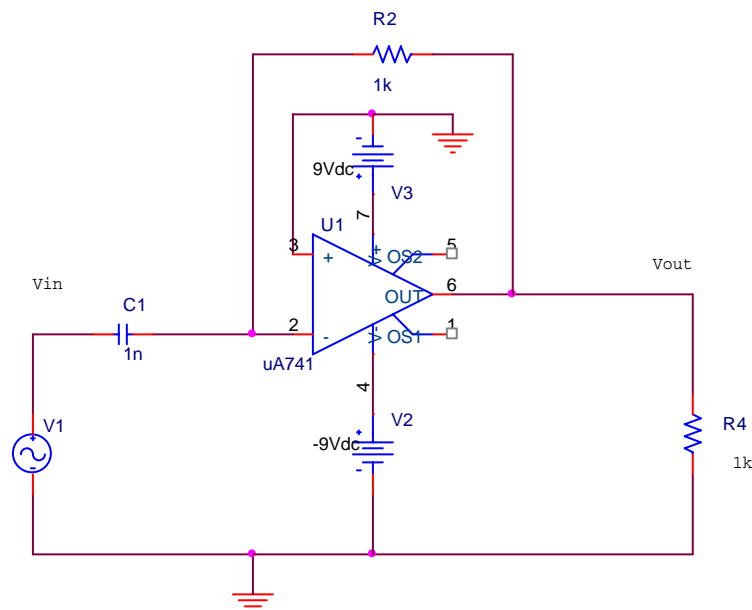 R2
1k
-
9Vdc
+
V3
7
U1
3
+
V+
OS2
5
Vin
Vout
C1
OUT
6
1n
2
-
V-
OS1
1
uA741
4
V1
+
-
V2
+
-9Vdc
-
R4
1k